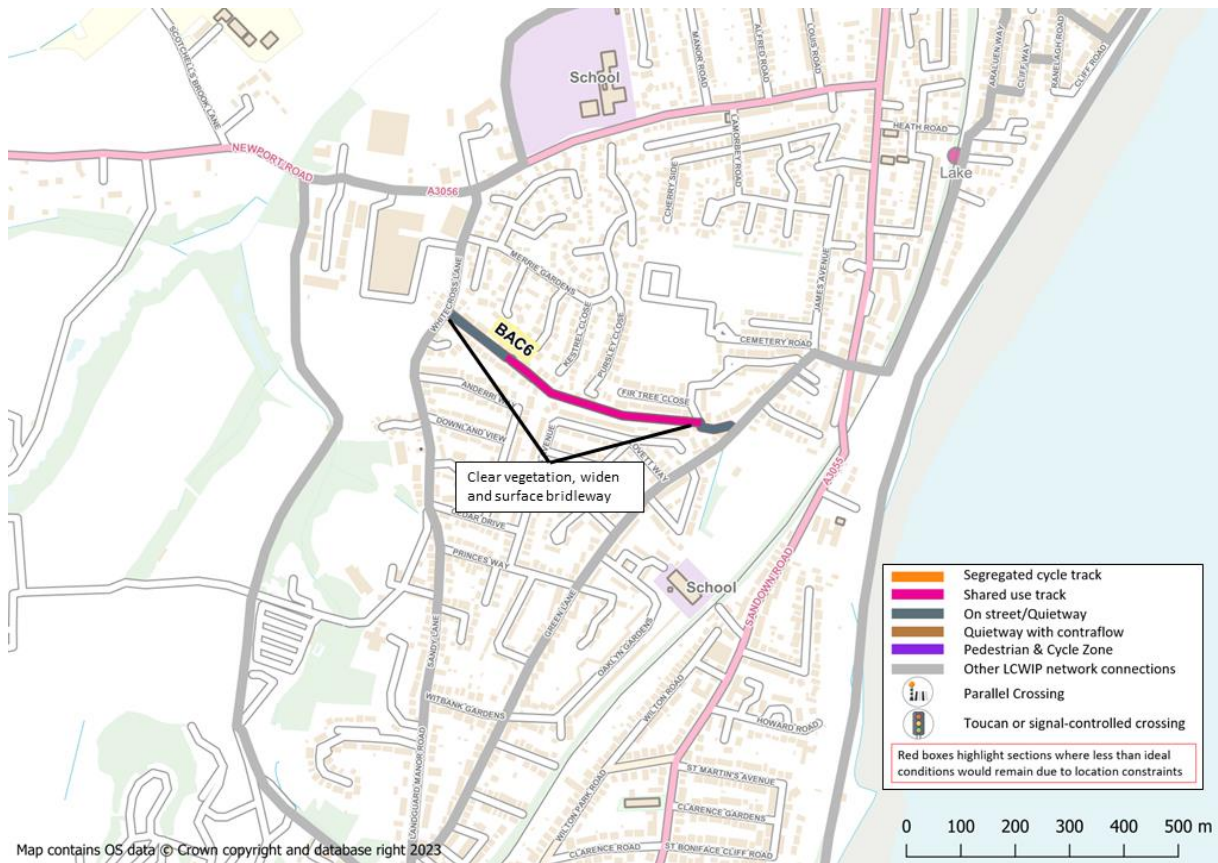 SCOTCHELL'S BROOK LANE
School
MANOR ROAD
ALFRED ROAD
LOUIS ROAD
ARALUEN WAY
CLIFF WAY
RANELAGH ROAD
CLIFF ROAD
HEATH ROAD
Lake
NEWPORT ROAD
A3056
LAMORBEY ROAD
CHERRY SIDE
WHITECROSS LANE
MERRIE GARDENS
KESTREL CLOSE
PURSLEY CLOSE
JAMES AVENUE
CEMETERY ROAD
BAC6
FIR TREE CLOSE
DOWNLAND VIEW
Clear vegetation, widen
and surface bridleway
A3055
PRINCES WAY
School
SANDOWN ROAD
GREEN LANE
SANDY LANE
OAKLYN GARDENS
WITBANK GARDENS
WILTON ROAD
HOWARD ROAD
LANDGUARD MANOR ROAD
ST MARTIN'S AVENUE
WILTON PARK ROAD
CLARENCE GARDENS
CLARENCE ROAD
ST BONIFACE CLIFF ROAD
Segregated cycle track
Shared use track
On street/Quietway
Quietway with contraflow
Pedestrian & Cycle Zone
Other LCWIP network connections
Parallel Crossing
Toucan or signal-controlled crossing
Red boxes highlight sections where less than ideal
conditions would remain due to location constraints
0 100 200 300 400 500 m
Map contains OS data © Crown copyright and database right 2023